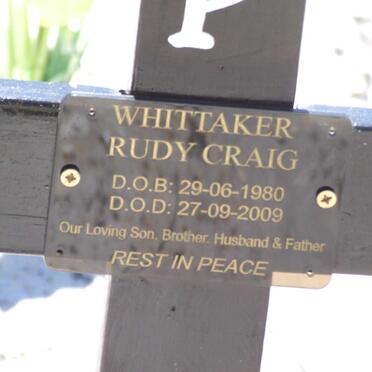 WHITTAKER
RUDY CRAIG
D.O.B: 29-06-1980
D.O.D: 27-09-2009
Our Loving Son, Brother, Husband & Father
REST IN PEACE